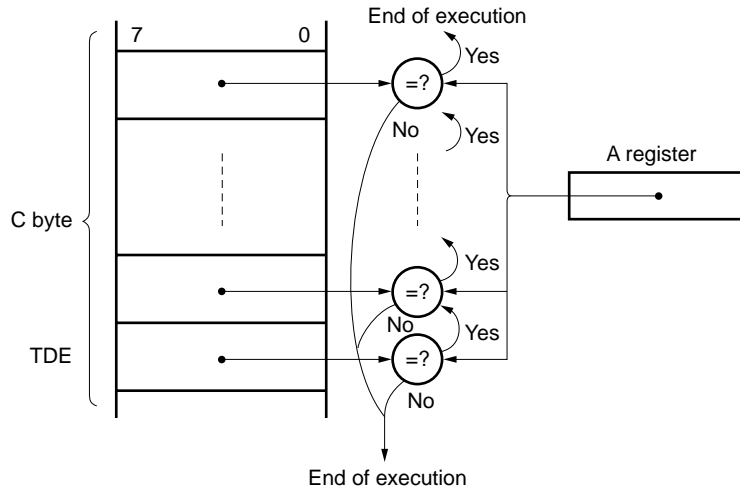 End of execution
7 0
Yes
=?
No
Yes
A register
C byte
Yes
=?
No
Yes
TDE
=?
No
End of execution